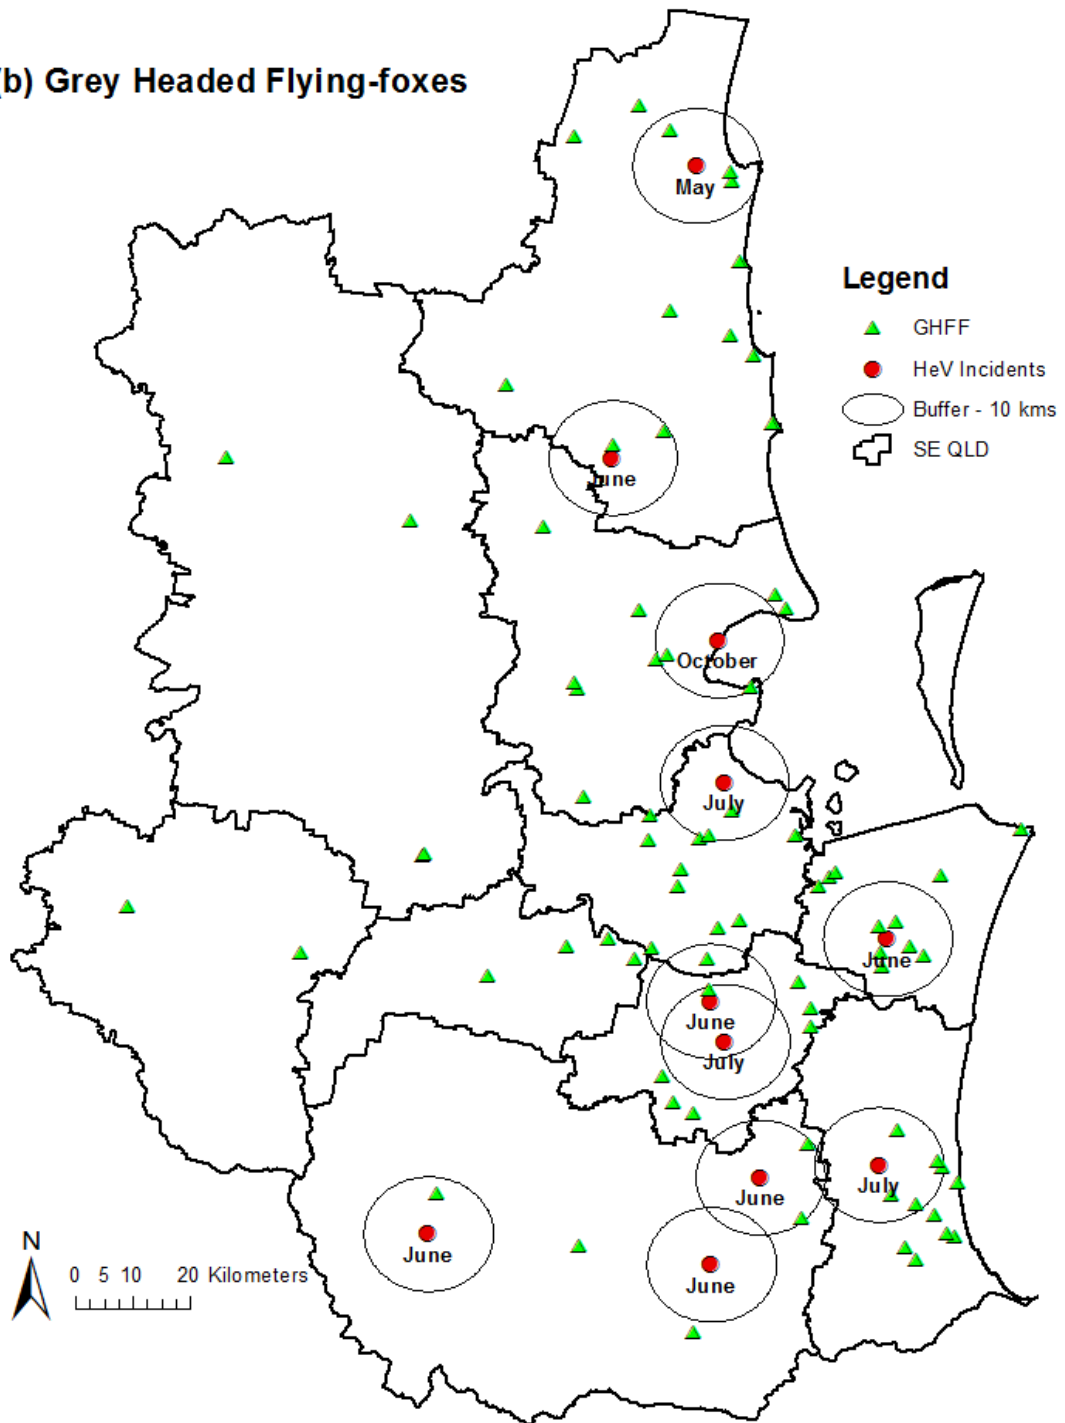 (b) Grey Headed Flying-foxes
May
Legend
GHFF
HeV Incidents
Buffer - 10 kms
SE QLD
June
October
July
June
June
July
June
July
June
June
N
0 5 10 20 Kilometers